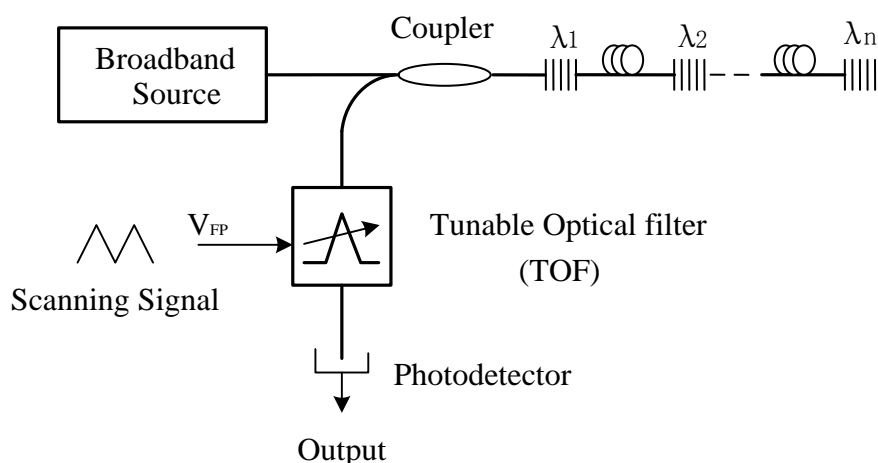 Coupler
Broadband
Source
λ1
λ2
λn
VFP
Tunable Optical filter
(TOF)
Scanning Signal
Photodetector
Output